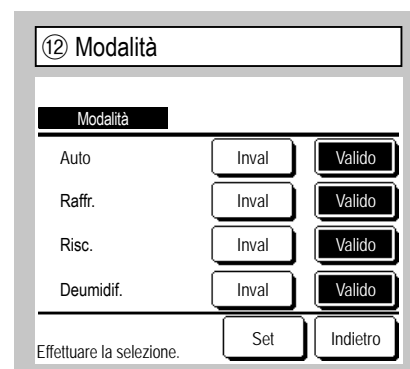 ⑫ Modalità
Modalità
Auto Inval Valido
Raffr. Inval Valido
Risc. Inval Valido
Deumidif. Inval Valido
Effettuare la selezione. Set Indietro